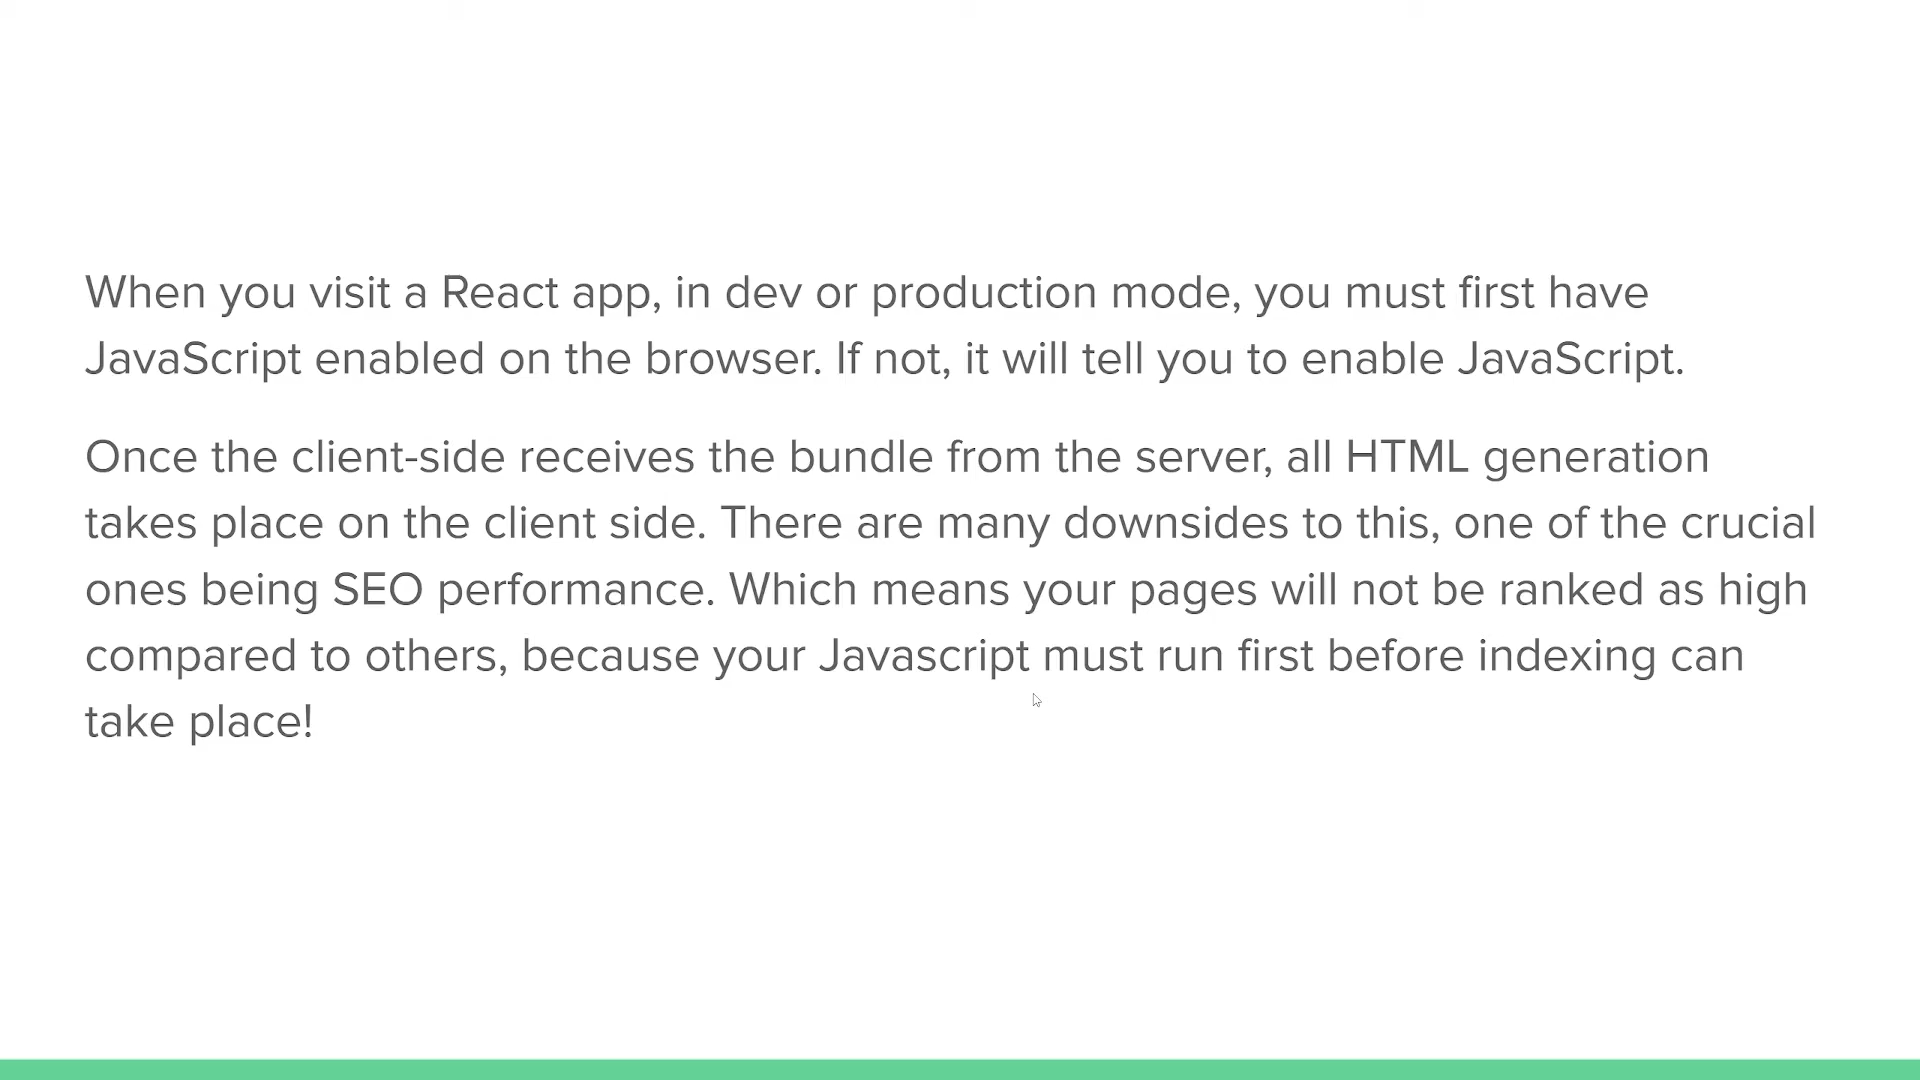 When you visit a React app, in dev or production mode, you must first have
JavaScript enabled on the browser. If not, it will tell you to enable JavaScript.
Once the client-side receives the bundle from the server, all HTML generation
takes place on the client side. There are many downsides to this, one of the crucial
ones being SEO performance. Which means your pages will not be ranked as high
compared to others, because your Javascript must run first before indexing can
take place!